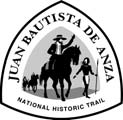 JUAN BAUTISTA DE ANZA
NATIONAL HISTORIC TRAIL